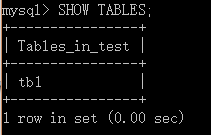 mysql> SHOW TABLES;
+----------------+
| Tables_in_test |
+----------------+
| tb1            |
+----------------+
1 row in set (0.00 sec)